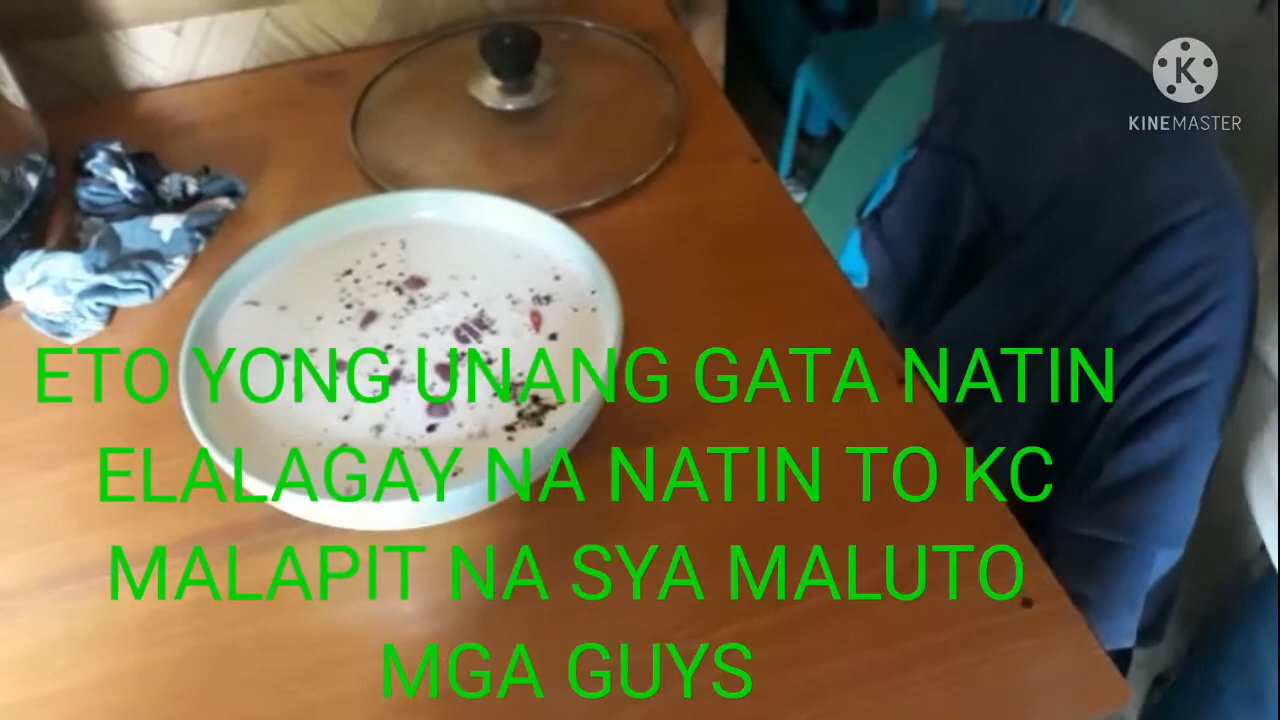 KINEMASTER
ETO YONG UNANG GATA NATIN
ELALAGAY NA NATIN TO KC
MALAPIT NA SYA MALUTO
MGA GUYS